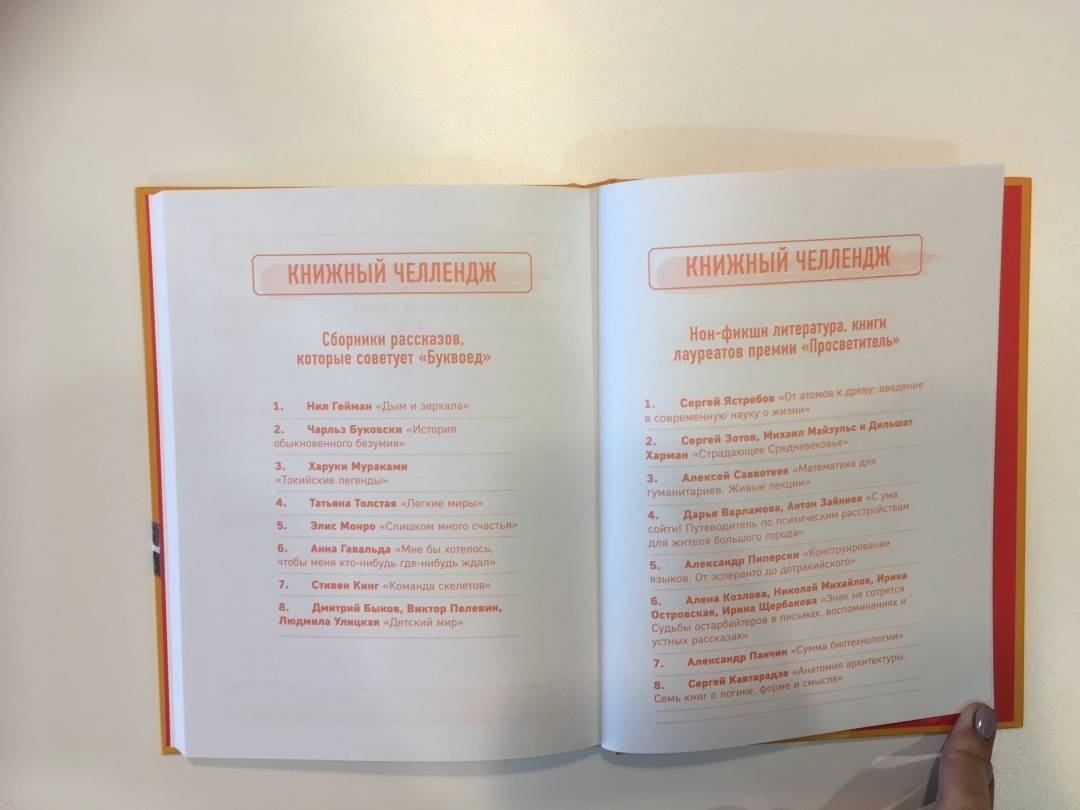 КНИЖНЫЙ ЧЕЛЛЕНДЖ
Сборники рассказов,
которые советует «Буквоед»
1. Нил Гейман «Дым и зеркала»
2. Чарльз Буковски «История
обыкновенного безумия»
3. Харуки Мураками
«Токийские легенды»
4. Татьяна Толстая «Легкие миры»
5. Элис Монро «Слишком много счастья»
6. Анна Гавальда «Мне бы хотелось,
чтобы меня кто-нибудь где-нибудь ждал»
7. Стивен Кинг «Команда скелетов»
8. Дмитрий Быков, Виктор Пелевин,
Людмила Улицкая «Детский мир»
КНИЖНЫЙ ЧЕЛЛЕНДЖ
Нон-фикшн литература, книги
лауреатов премии «Просветитель»
1. Сергей Ястребов «От атомов к древу: введение
в современную науку о жизни»
2. Сергей Зотов, Михаил Майзульс и Дильшат
Харман «Страдающее Средневековье»
3. Алексей Савватеев «Математика для
гуманитариев. Живые лекции»
4. Дарья Варламова, Антон Зайниев «С ума
сойти! Путеводитель по психическим расстройствам
для жителя большого города»
5. Александр Пиперски «Конструирование
языков. От эсперанто до дотракийского»
6. Алена Козлова, Николай Михайлов, Ирина
Островская, Ирина Щербакова «Знак не сотрется.
Судьбы остарбайтеров в письмах, воспоминаниях и
устных рассказах»
7. Александр Панчин «Сумма биотехнологии»
8. Сергей Кавтарадзе «Анатомия архитектуры.
Семь книг о логике, форме и смысле»